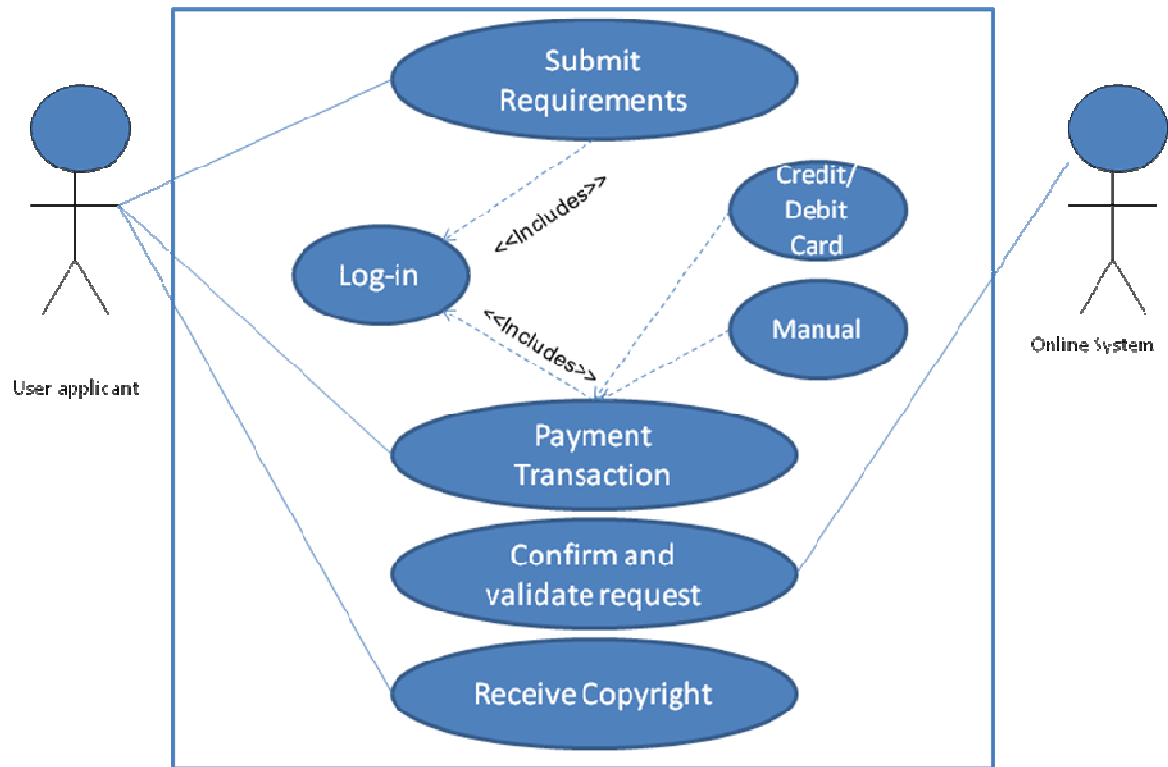 Submit
Requirements
Credit/
Debit
Card
<<Includes>>
Log-in
<<Includes>>
Manual
Online System
User applicant
Payment
Transaction
Confirm and
validate request
Receive Copyright